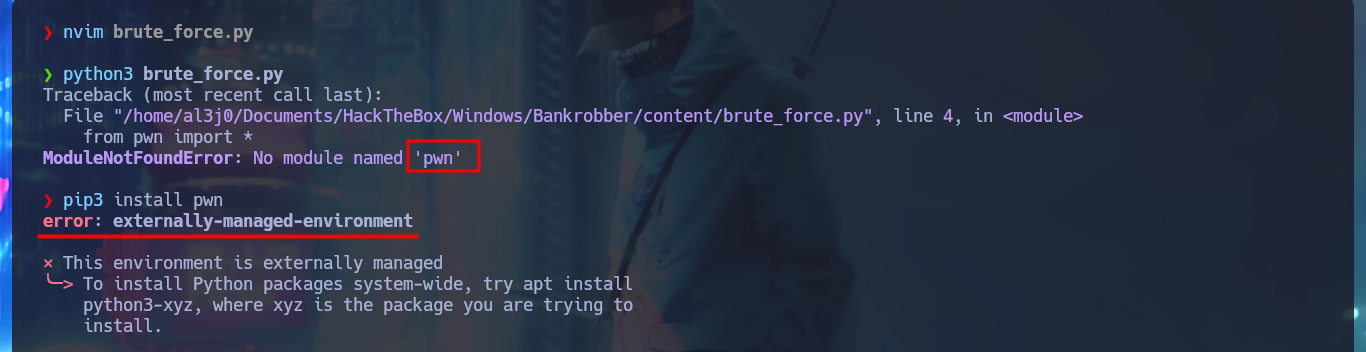 ❯ nvim brute_force.py
❯ python3 brute_force.py
Traceback (most recent call last):
File "/home/al3j0/Documents/HackTheBox/Windows/Bankrobber/content/brute_force.py", line 4, in <module>
from pwn import *
ModuleNotFoundError: No module named 'pwn'
❯ pip3 install pwn
error: externally-managed-environment
× This environment is externally managed
╰─> To install Python packages system-wide, try apt install
python3-xyz, where xyz is the package you are trying to
install.